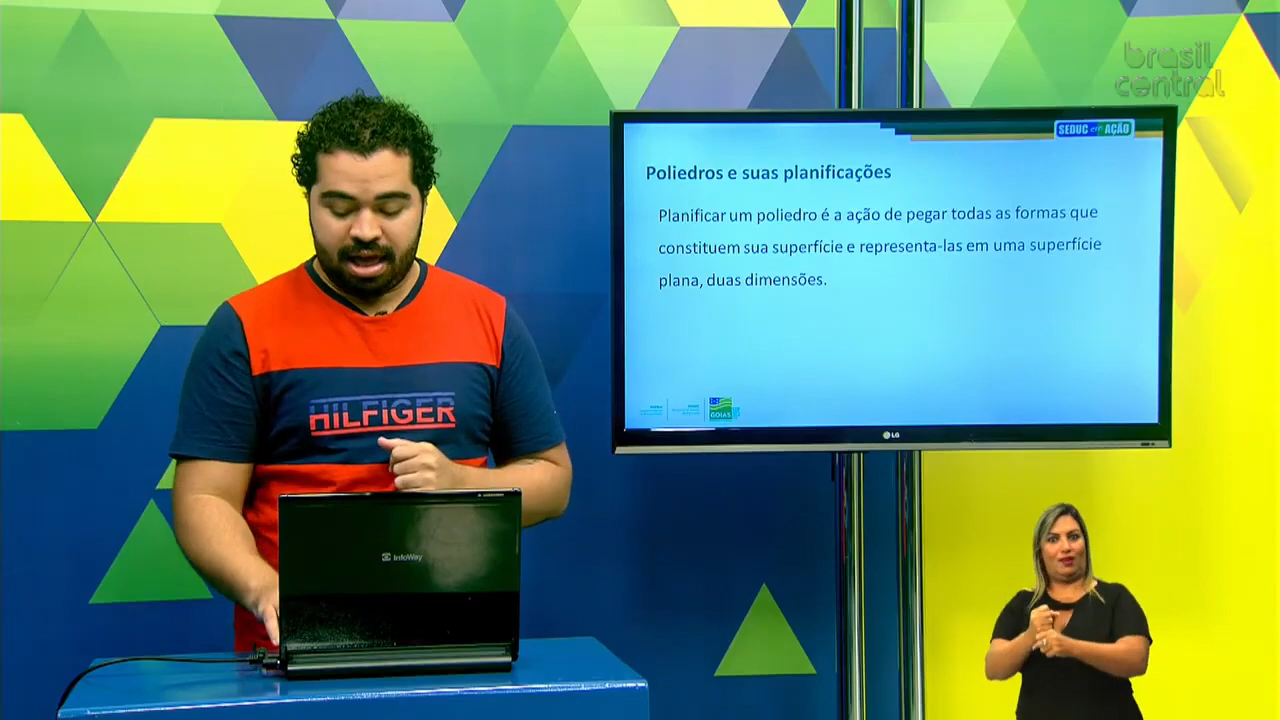 brasil
central
SEDUC em AÇÃO
Poliedros e suas planificações
Planificar um poliedro é a ação de pegar todas as formas que
constituem sua superfície e representa-las em uma superfície
plana, duas dimensões.
GOIÁS
LG
HILFIGER
InfoWay